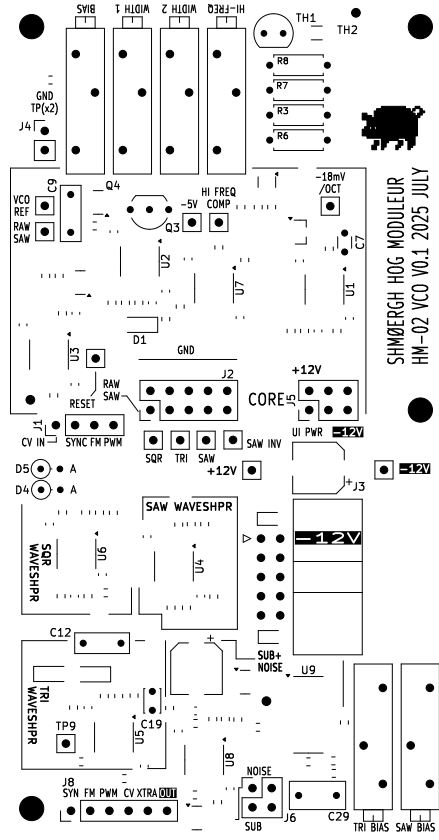 BIAS
WIDTH 1
WIDTH 2
HI-FREQ
TH1
TH2
R8
R7
R3
R6
GND
TP(x2)
J4
C9
Q4
VCO
REF
RAW
SAW
Q3
-5V
HI FREQ
COMP
-18mV
/OCT
C7
SHMØERGH HOG MODULEUR
HM-02 VCO V0.1 2025 JULY
U2
U7
U1
D1
U3
GND
RESET
RAW
SAW
J2
+12V
CORE
J5
J1
CV IN
SYNC FM PWM
SQR
TRI
SAW
SAW INV
UI PWR
-12V
+12V
-12V
J3
D5
A
D4
A
SAW WAVESHPR
SQR
WAVESHPR
U6
U4
-12V
C12
+
SUB+
NOISE
U9
TRI
WAVESHPR
C19
TP9
U5
U8
J8
SYN FM PWM CV XTRA OUT
NOISE
SUB
J6
C29
TRI BIAS
SAW BIAS